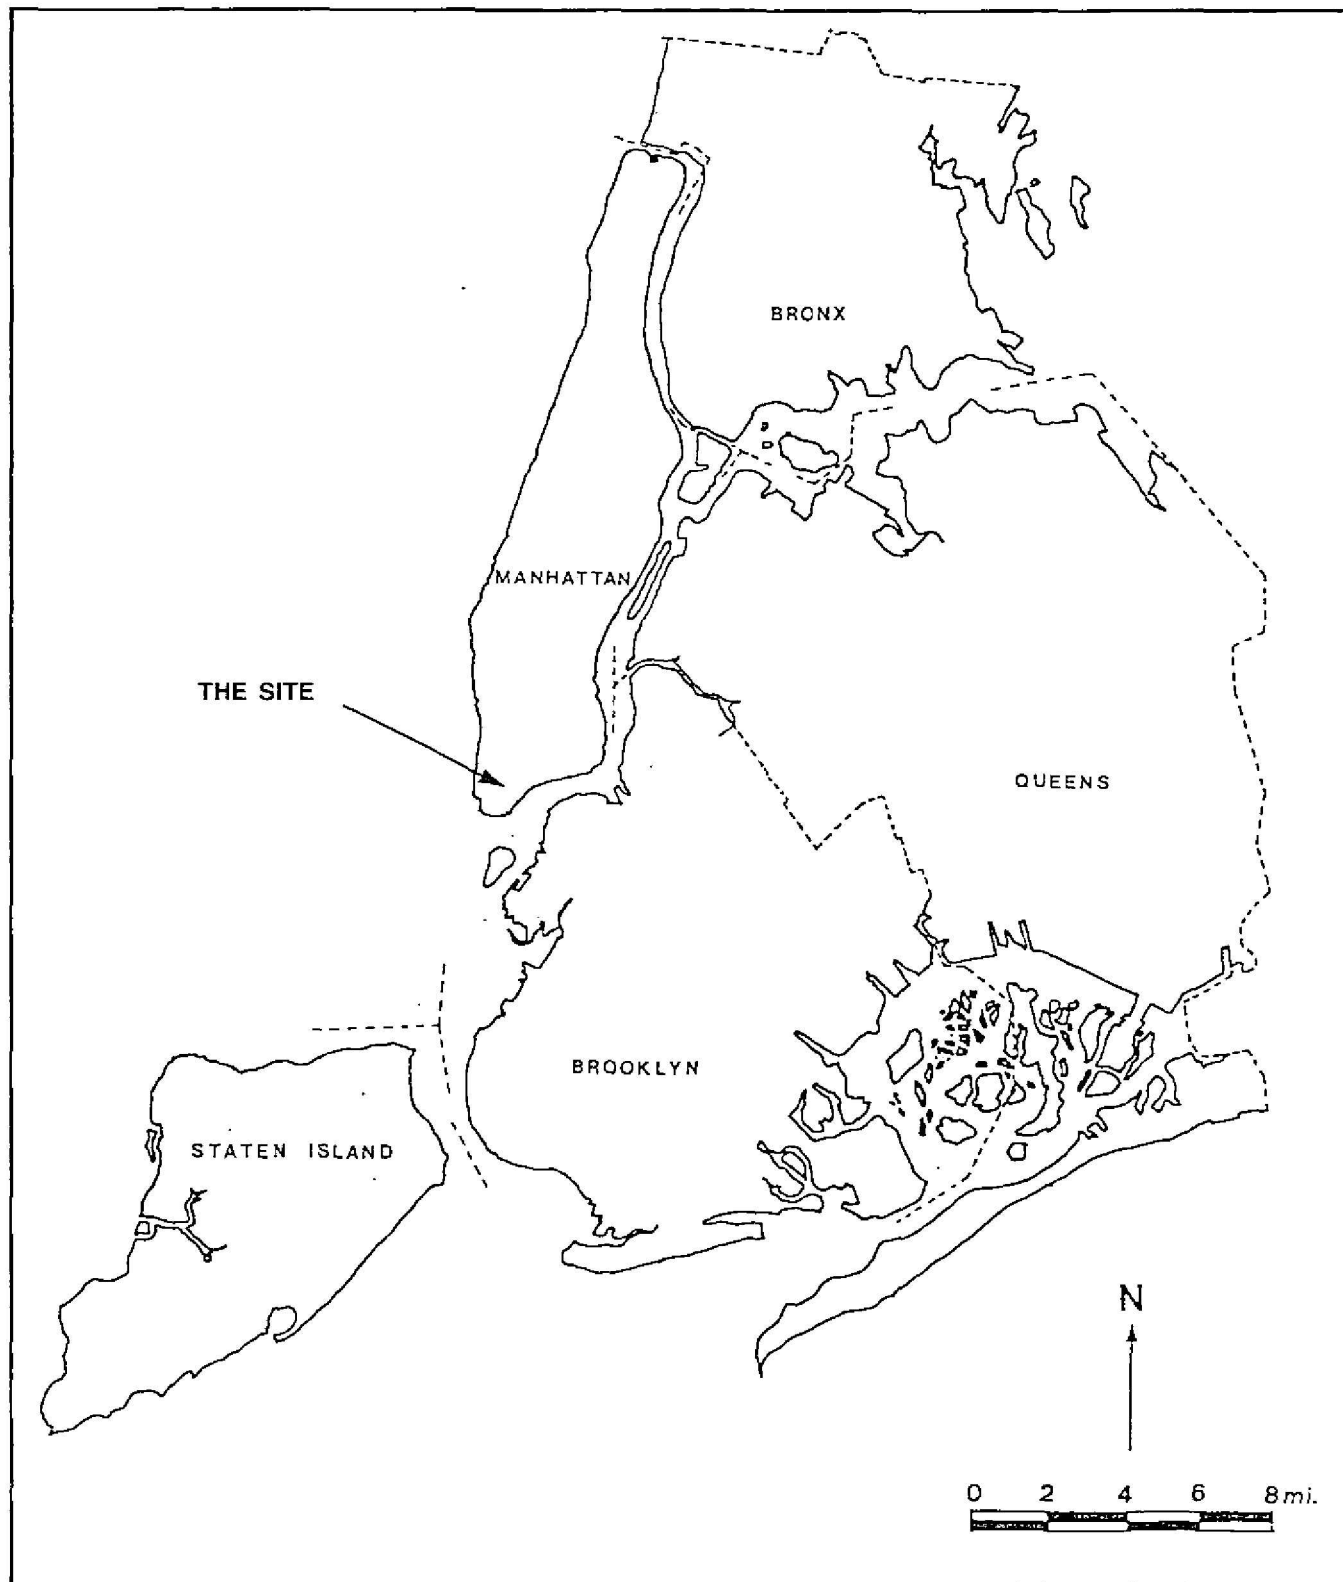 BRONX
MANHATTAN
THE SITE
QUEENS
BROOKLYN
STATEN ISLAND
N
0 2 4 6 8 mi.